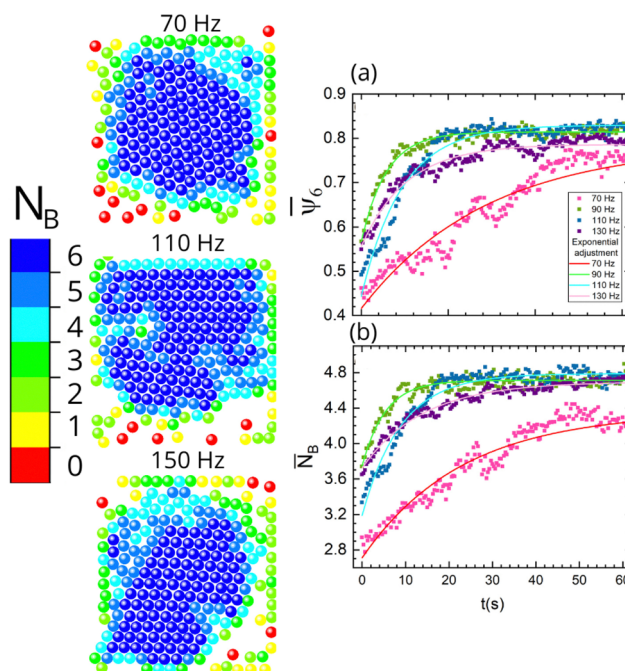 70 Hz
N_B
6
5
4
3
2
1
0
110 Hz
150 Hz
(a)
ψ̄_6
0.9
0.8
0.7
0.6
0.5
0.4
70 Hz
90 Hz
110 Hz
130 Hz
Exponential
adjustment
70 Hz
90 Hz
110 Hz
130 Hz
(b)
N̄_B
4.8
4.4
4.0
3.6
3.2
2.8
0 10 20 30 40 50 60
t(s)